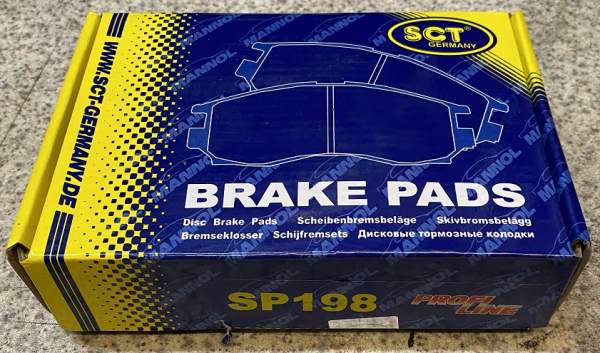 WWW.SCT-GERMANY.DE
SCT®
GERMANY
BRAKE PADS
Disc Brake Pads Scheibenbremsbeläge Skivbromsbelägg
Bremseklosser Schijfremsets Дисковые тормозные колодки
SP198
PROFI
LINE
MANNOL